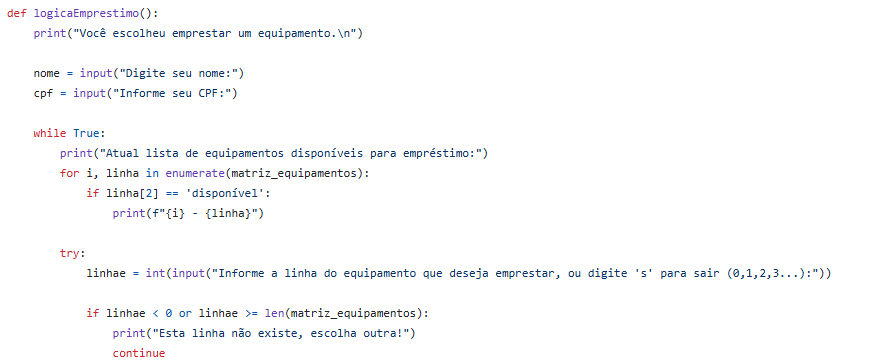 def logicaEmprestimo():
    print("Você escolheu emprestar um equipamento.\n")

    nome = input("Digite seu nome:")
    cpf = input("Informe seu CPF:")

    while True:
        print("Atual lista de equipamentos disponíveis para empréstimo:")
        for i, linha in enumerate(matriz_equipamentos):
            if linha[2] == 'disponível':
                print(f"{i} - {linha}")

        try:
            linhae = int(input("Informe a linha do equipamento que deseja emprestar, ou digite 's' para sair (0,1,2,3...):"))

            if linhae < 0 or linhae >= len(matriz_equipamentos):
                print("Esta linha não existe, escolha outra!")
                continue